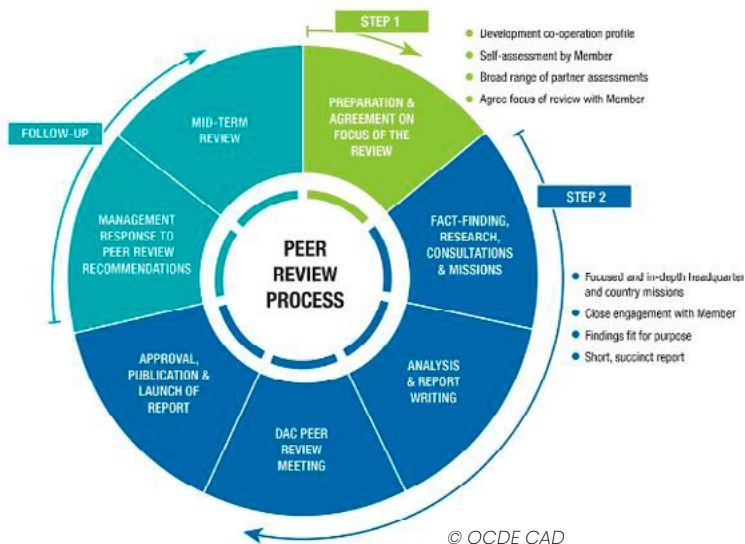 STEP 1
Development co-operation profile
Self-assessment by Member
Broad range of partner assessments
Agree focus of review with Member
PREPARATION &
AGREEMENT ON
FOCUS OF THE
REVIEW
STEP 2
FACT-FINDING,
RESEARCH,
CONSULTATIONS
& MISSIONS
Focused and in-depth headquarter
and country missions
Close engagement with Member
Findings fit for purpose
Short, succinct report
ANALYSIS
& REPORT
WRITING
DAC PEER
REVIEW
MEETING
APPROVAL,
PUBLICATION &
LAUNCH OF
REPORT
FOLLOW-UP
MANAGEMENT
RESPONSE TO
PEER REVIEW
RECOMMENDATIONS
MID-TERM
REVIEW
PEER
REVIEW
PROCESS
© OCDE CAD